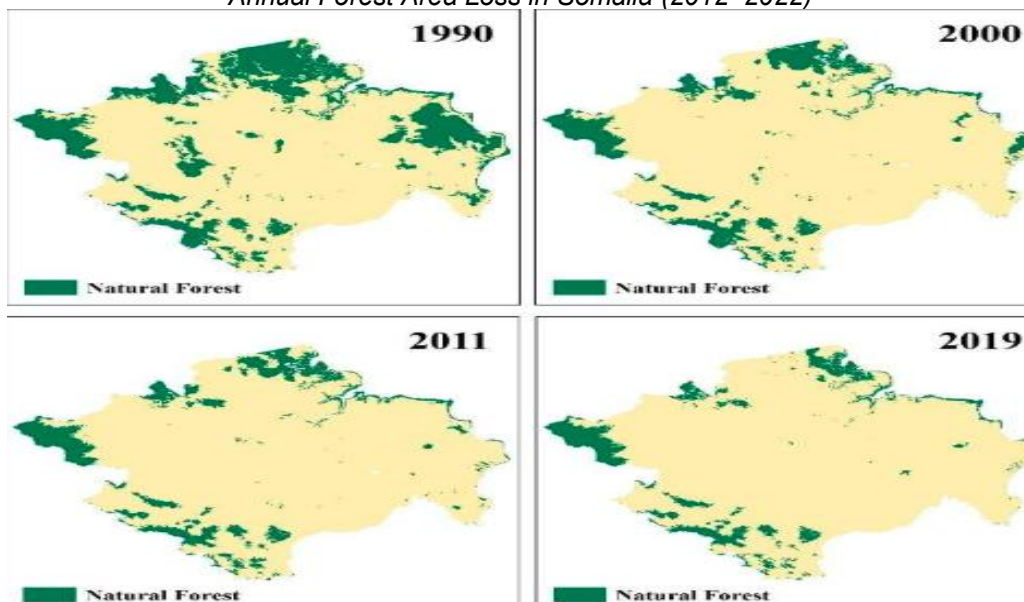 Annual Forest Area Loss in Somalia (2012–2022)
1990
2000
Natural Forest
Natural Forest
2011
2019
Natural Forest
Natural Forest